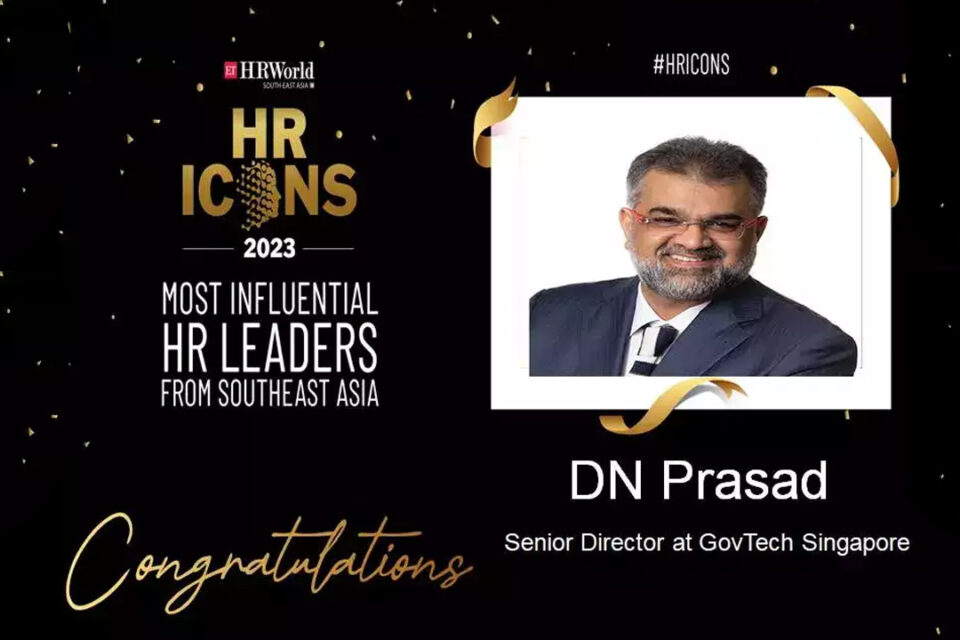 ET HRWorld
SOUTH-EAST ASIA
HR
ICONS
2023
MOST INFLUENTIAL
HR LEADERS
FROM SOUTHEAST ASIA
Congratulations
#HRICONS
DN Prasad
Senior Director at GovTech Singapore